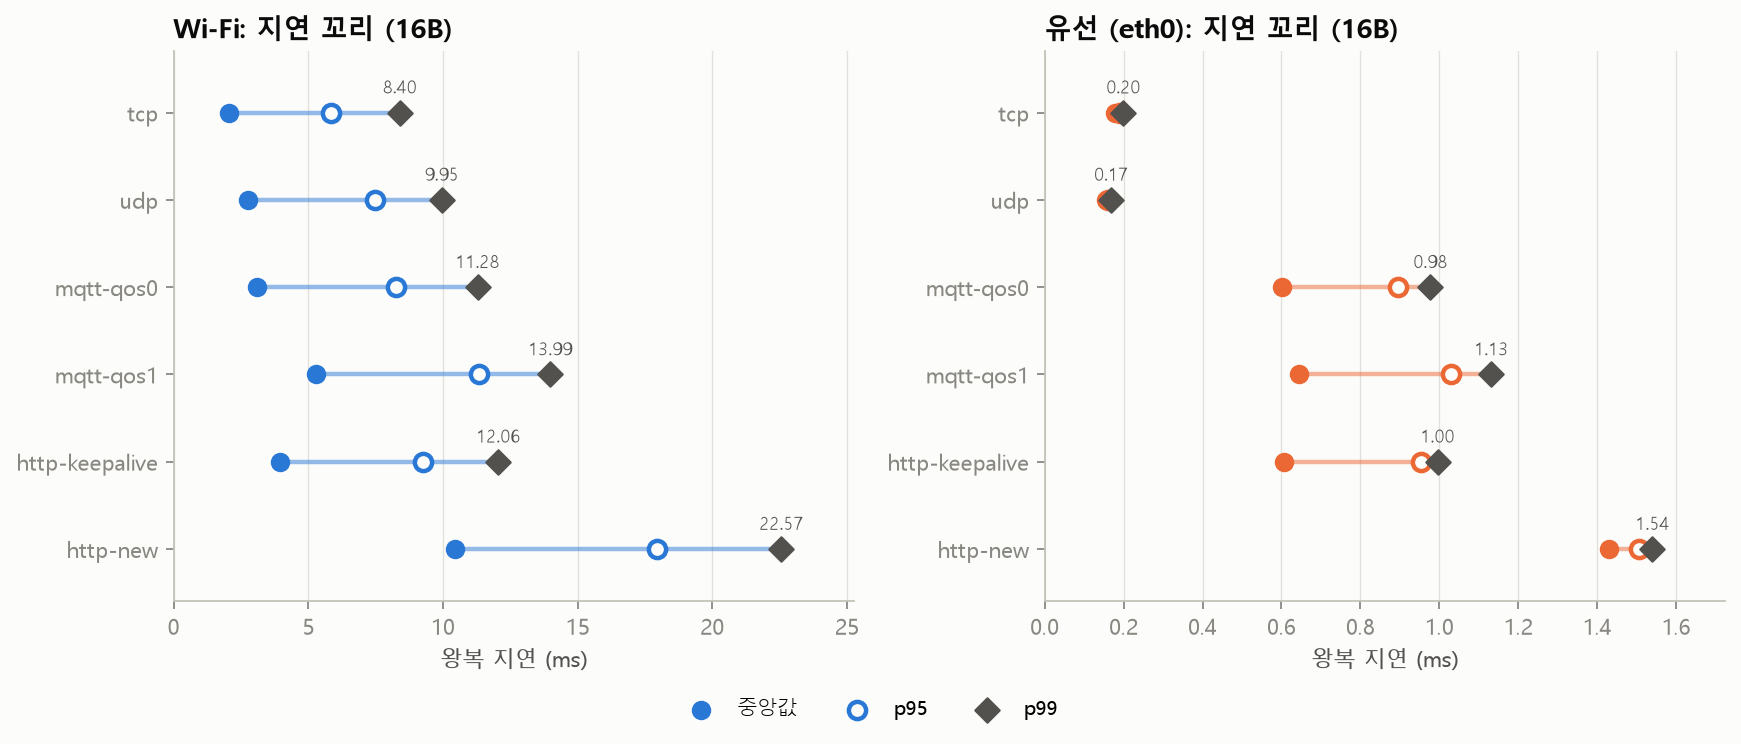 Wi-Fi: 지연 꼬리 (16B)
tcp
8.40
udp
9.95
mqtt-qos0
11.28
mqtt-qos1
13.99
http-keepalive
12.06
http-new
22.57
0 5 10 15 20 25
왕복 지연 (ms)
유선 (eth0): 지연 꼬리 (16B)
tcp
0.20
udp
0.17
mqtt-qos0
0.98
mqtt-qos1
1.13
http-keepalive
1.00
http-new
1.54
0.0 0.2 0.4 0.6 0.8 1.0 1.2 1.4 1.6
왕복 지연 (ms)
중앙값 p95 p99